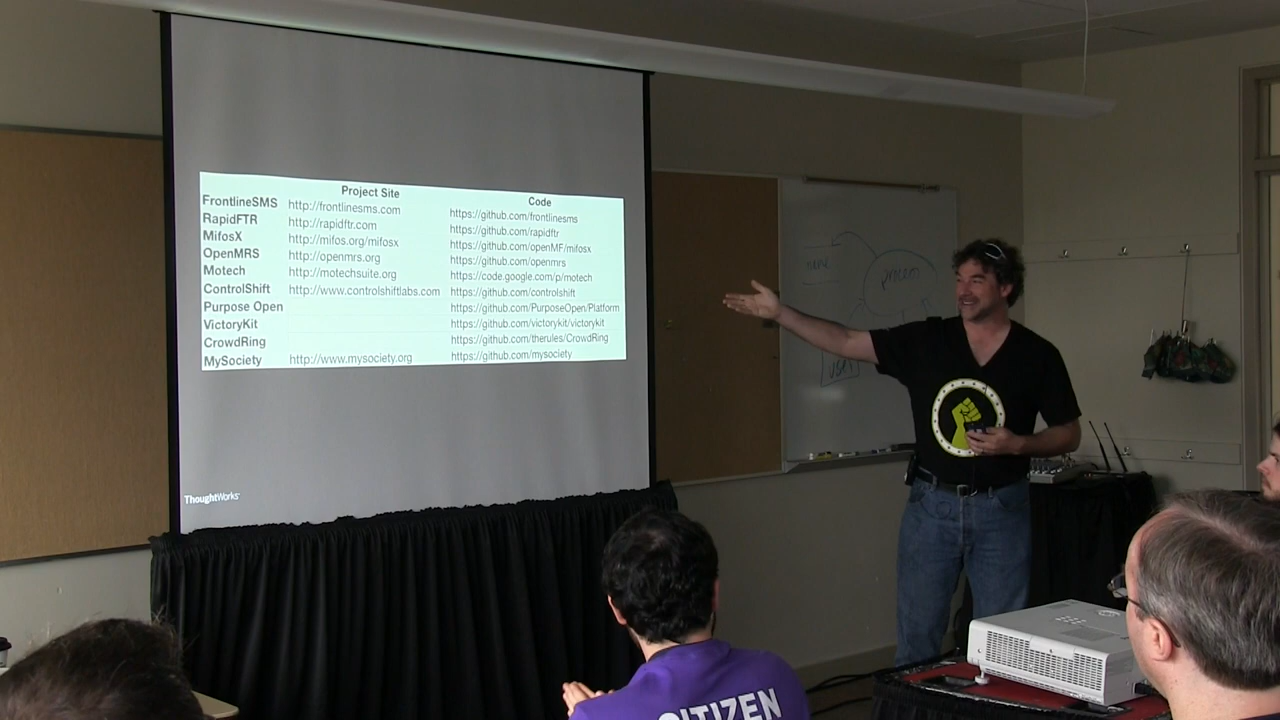 Project Site Code
FrontlineSMS http://frontlinesms.com https://github.com/frontlinesms
RapidFTR http://rapidftr.com https://github.com/rapidftr
MifosX http://mifos.org/mifosx https://github.com/openMF/mifosx
OpenMRS http://openmrs.org https://github.com/openmrs
Motech http://motechsuite.org https://code.google.com/p/motech
ControlShift http://www.controlshiftlabs.com https://github.com/controlshift
Purpose Open https://github.com/PurposeOpen/Platform
VictoryKit https://github.com/victorykit/victorykit
CrowdRing https://github.com/therules/CrowdRing
MySociety http://www.mysociety.org https://github.com/mysociety
ThoughtWorks
CITIZEN